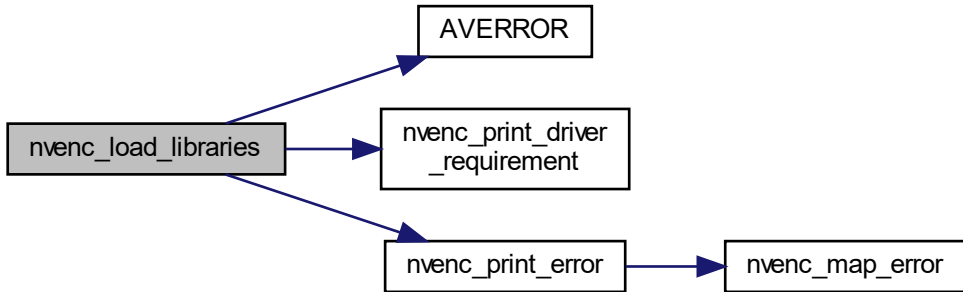 AVERROR
nvenc_load_libraries
nvenc_print_driver
_requirement
nvenc_print_error
nvenc_map_error